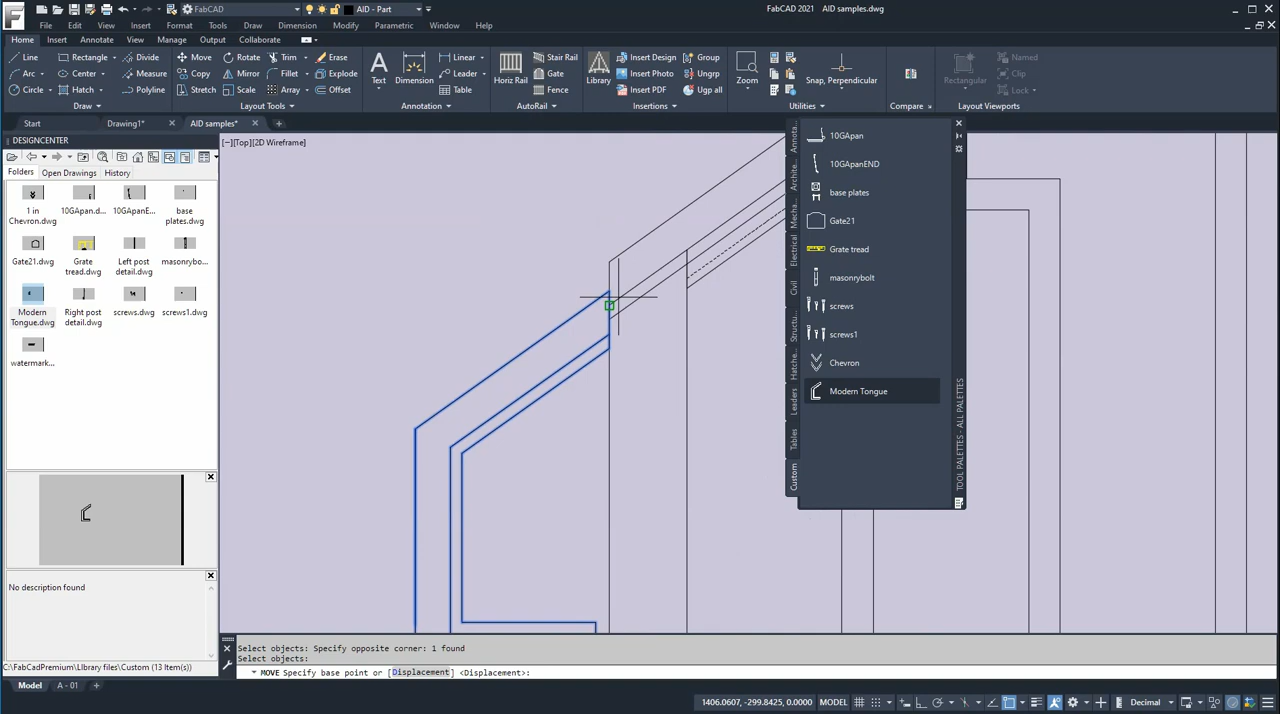 FabCAD
AID - Part
FabCAD 2021 AID samples.dwg
File Edit View Insert Format Tools Draw Dimension Modify Parametric Window Help
Home Insert Annotate View Manage Output Collaborate
Line Rectangle Divide Move Rotate Trim Erase Linear Stair Rail Insert Design Group Named
Arc Center Measure Copy Mirror Fillet Explode Leader Gate Insert Photo Ungrp Clip
Circle Hatch Polyline Stretch Scale Array Offset Table Fence Insert PDF Ugp all Lock
Text Dimension Horiz Rail Library Zoom Snap, Perpendicular Rectangular
Draw Layout Tools Annotation AutoRail Insertions Utilities Compare Layout Viewports
Start Drawing1* AID samples*
DESIGNCENTER
Folders Open Drawings History
1 in Chevron.dwg
10GApan.d...
10GApanE...
base plates.dwg
Gate21.dwg
Grate tread.dwg
Left post detail.dwg
masonrybo...
Modern Tongue.dwg
Right post detail.dwg
screws.dwg
screws1.dwg
watermark...
No description found
C:\FabCadPremium\Library files\Custom (13 Item(s))
[−][Top][2D Wireframe]
10GApan
10GApanEND
base plates
Gate21
Grate tread
masonrybolt
screws
screws1
Chevron
Modern Tongue
Annota...
Archite...
Mecha...
Electrical
Civil
Structu...
Hatche...
Leaders
Tables
Custom
TOOL PALETTES - ALL PALETTES
Select objects: Specify opposite corner: 1 found
Select objects:
MOVE Specify base point or [Displacement] <Displacement>:
Model A - 01
1406.0607, -299.8425, 0.0000 MODEL Decimal